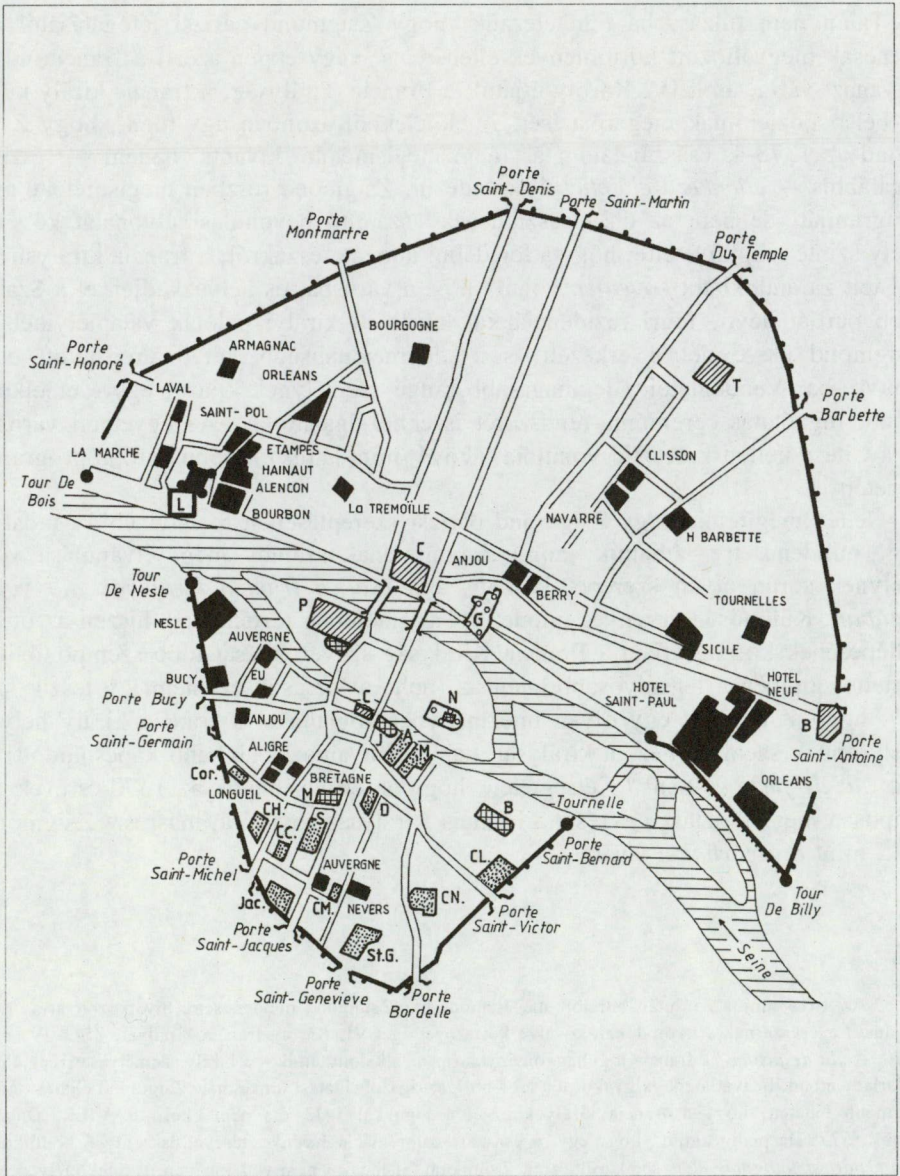 Porte
Saint-Denis
Porte Saint-Martin
Porte
Montmartre
Porte
Du Temple
Porte
Saint-Honoré
ARMAGNAC
BOURGOGNE
LAVAL
ORLEANS
T
Porte
Barbette
SAINT-POL
LA MARCHE
ETAMPES
HAINAUT
ALENCON
CLISSON
Tour De
Bois
L
BOURBON
La TREMOÏLLE
NAVARRE
H BARBETTE
C
ANJOU
BERRY
Tour
De Nesle
TOURNELLES
NESLE
P
G
SICILE
AUVERGNE
HOTEL
NEUF
BUCY
EU
HOTEL
SAINT-PAUL
Porte Bucy
C
N
ANJOU
B
Porte
Saint-Antoine
Porte
Saint-Germain
A
ALIGRE
M
Cor.
BRETAGNE
ORLEANS
LONGUEIL
M
D
B
Tournelle
CH.
S
CC.
Porte
Saint-Bernard
Porte
Saint-Michel
AUVERGNE
CL.
Jac.
CM.
NEVERS
CN.
Tour
De Billy
Porte
Saint-Jacques
Porte
Saint-Victor
St.G.
Seine
Porte
Saint-Genevieve
Porte
Bordelle